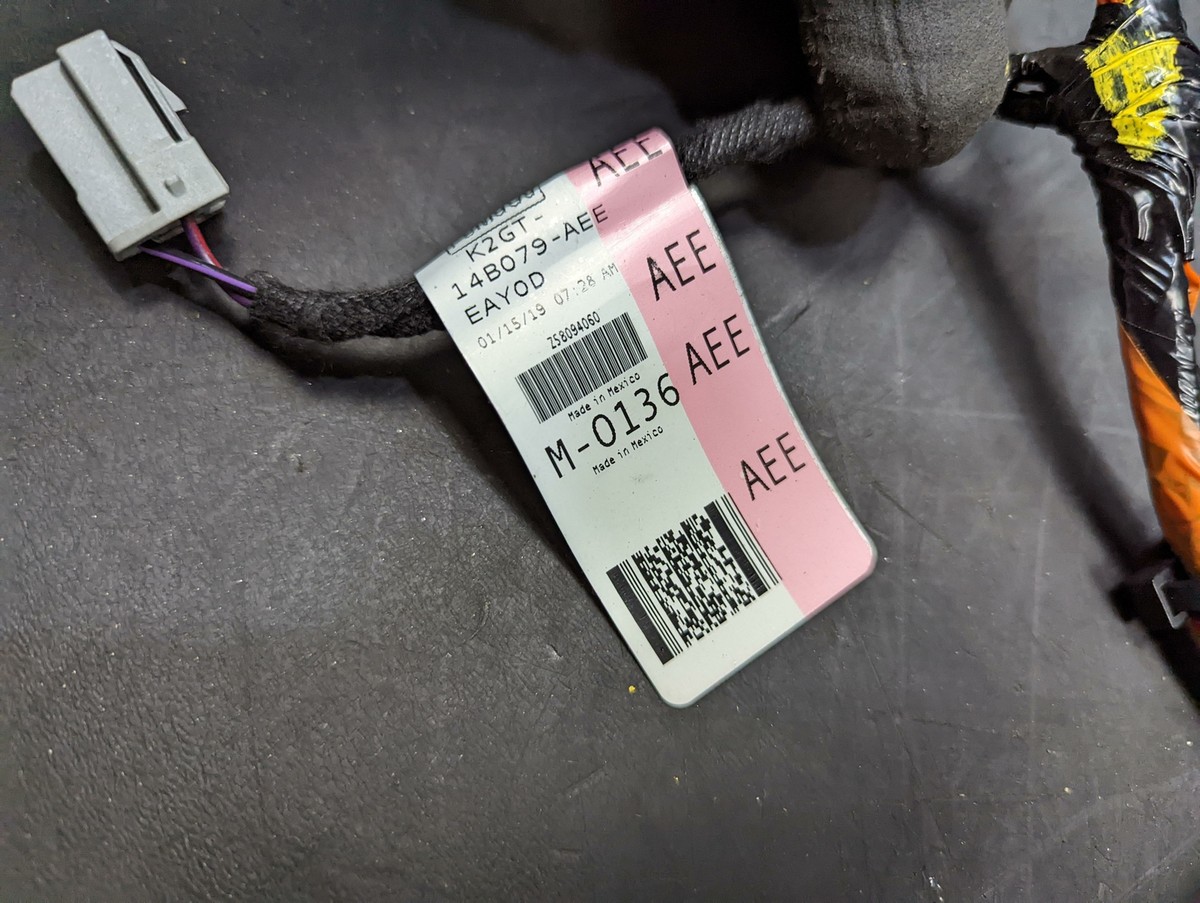 AEE
K2GT-
14B079-AEE
EAYOD
01/15/19 07:28 AM
AEE
ZS8094060
Made in Mexico
AEE
M-0136
Made in Mexico
AEE